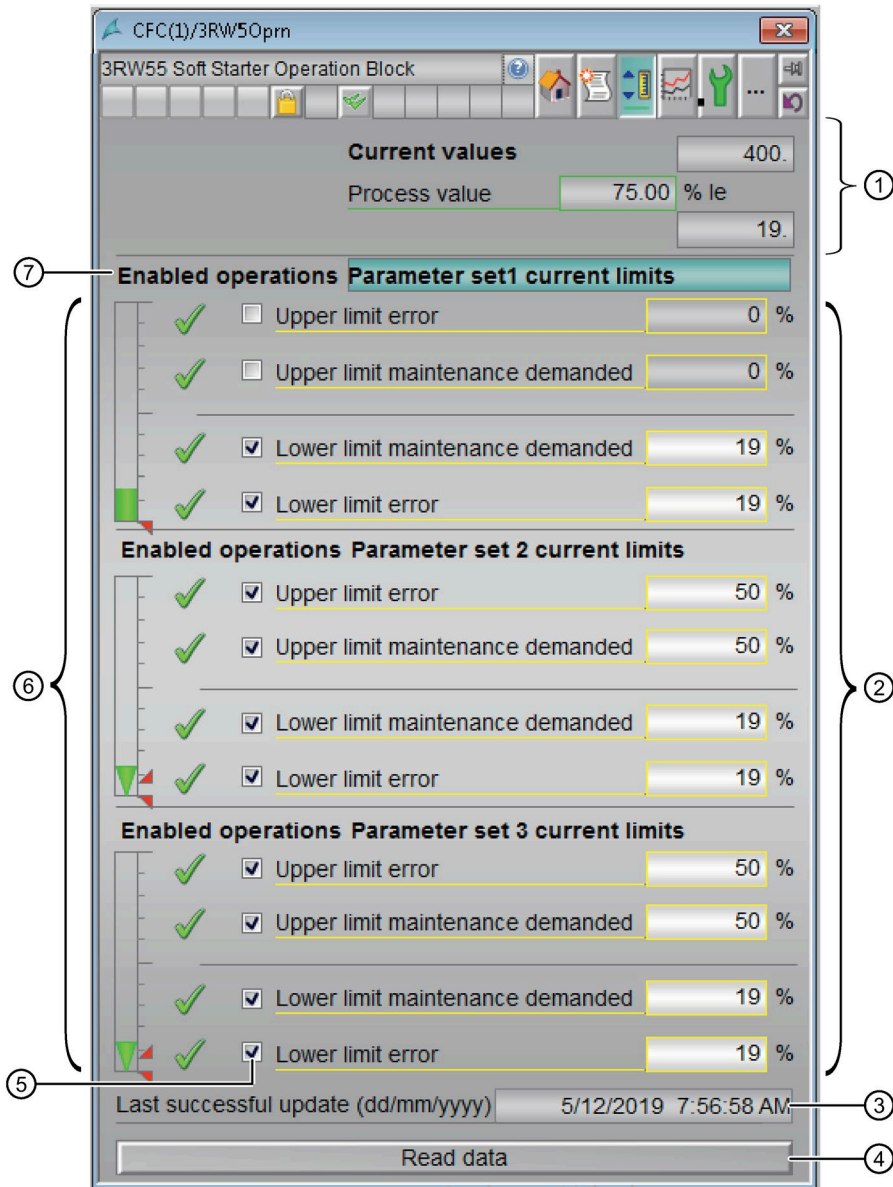 CFC(1)/3RW5Oprn
3RW55 Soft Starter Operation Block
...
Current values 400.
Process value 75.00 % Ie
19.
①
⑦ Enabled operations Parameter set1 current limits
Upper limit error 0 %
Upper limit maintenance demanded 0 %
Lower limit maintenance demanded 19 %
Lower limit error 19 %
Enabled operations Parameter set 2 current limits
Upper limit error 50 %
Upper limit maintenance demanded 50 %
⑥ ②
Lower limit maintenance demanded 19 %
Lower limit error 19 %
Enabled operations Parameter set 3 current limits
Upper limit error 50 %
Upper limit maintenance demanded 50 %
Lower limit maintenance demanded 19 %
Lower limit error 19 %
⑤
Last successful update (dd/mm/yyyy) 5/12/2019 7:56:58 AM ③
Read data ④